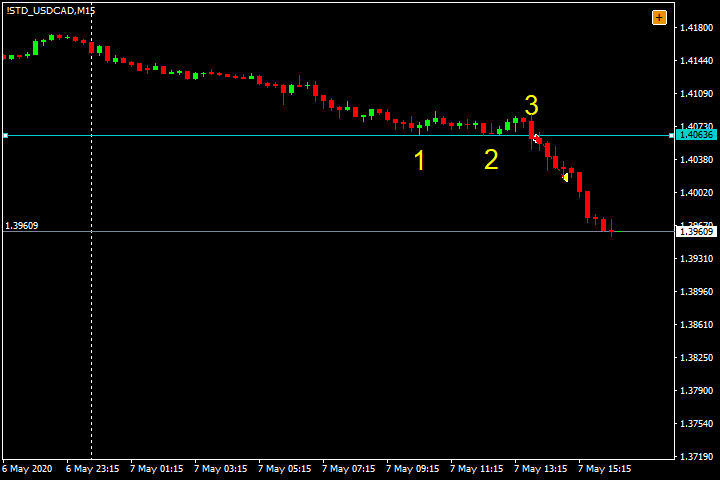 !STD_USDCAD,M15
+
1.41800
1.41440
1.41090
3
1.40730
1.40636
1
2
1.40380
1.40020
1.39609
1.39609
1.39310
1.38960
1.38610
1.38250
1.37900
1.37540
1.37190
6 May 2020
6 May 23:15
7 May 01:15
7 May 03:15
7 May 05:15
7 May 07:15
7 May 09:15
7 May 11:15
7 May 13:15
7 May 15:15